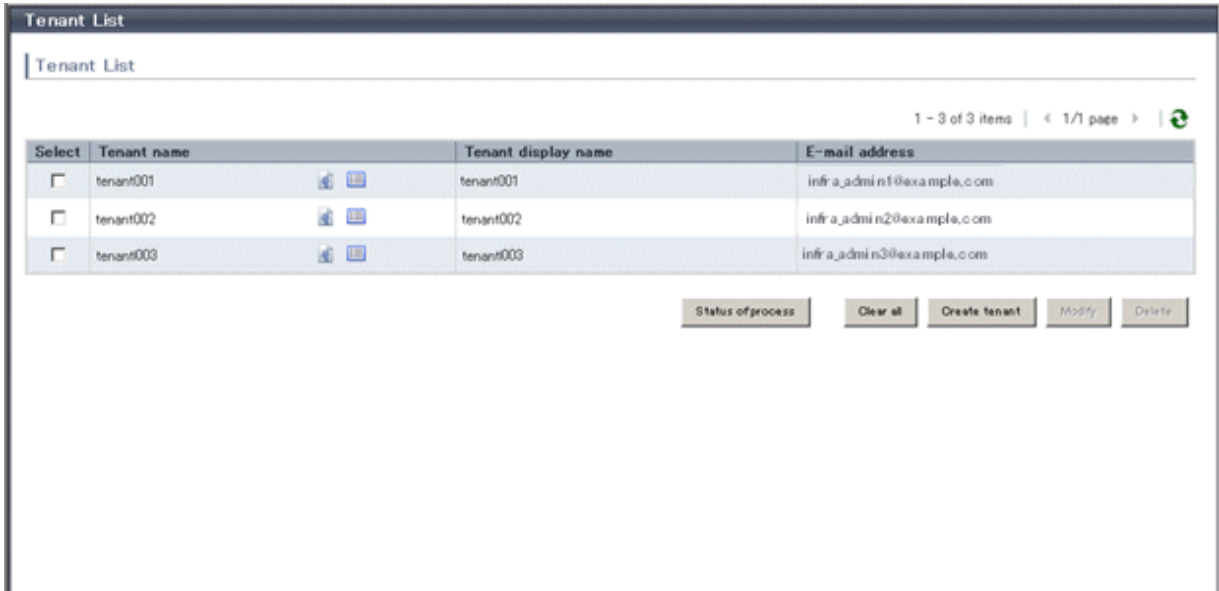 Tenant List
Tenant List
1 - 3 of 3 items | 1/1 page
Select Tenant name Tenant display name E-mail address
tenant001 tenant001 infra_admin1@example.com
tenant002 tenant002 infra_admin2@example.com
tenant003 tenant003 infra_admin3@example.com
Status of process Clear all Create tenant Modify Delete